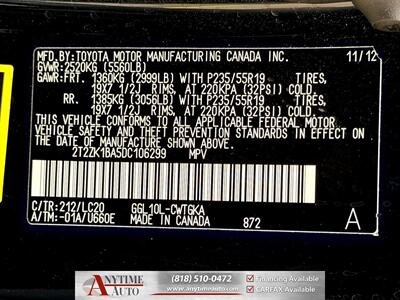 MFD.BY:TOYOTA MOTOR MANUFACTURING CANADA INC. 11/12
GVWR:2520KG (5560LB)
GAWR:FRT. 1360KG (2999LB) WITH P235/55R19 TIRES,
19X7 1/2J RIMS, AT 220KPA (32PSI) COLD
RR. 1385KG (3056LB) WITH P235/55R19 TIRES,
19X7 1/2J RIMS, AT 220KPA (32PSI) COLD
THIS VEHICLE CONFORMS TO ALL APPLICABLE FEDERAL MOTOR
VEHICLE SAFETY AND THEFT PREVENTION STANDARDS IN EFFECT
ON THE DATE OF MANUFACTURE SHOWN ABOVE.
2T2ZK1BA5DC106299 MPV
C/TR:212/LC20 GGL10L-CWTGKA
A/TM:-01A/U660E MADE IN CANADA 872 A
ANYTIME AUTO
(818) 510-0472
www.anytimeauto.com
Financing Available
CARFAX Available